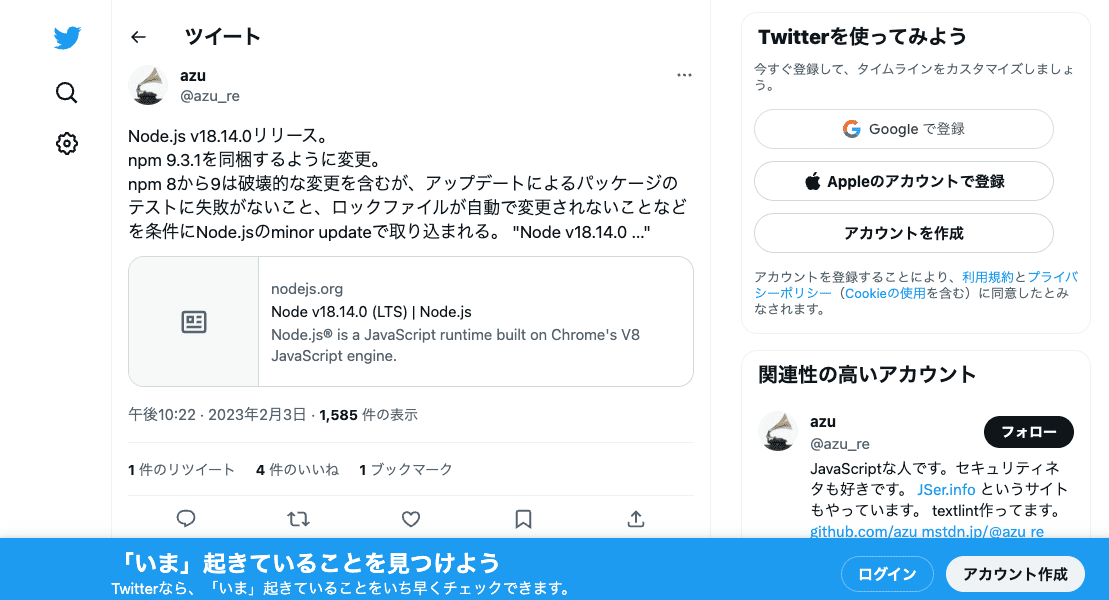 ツイート
azu
@azu_re
Node.js v18.14.0リリース。
npm 9.3.1を同梱するように変更。
npm 8から9は破壊的な変更を含むが、アップデートによるパッケージの
テストに失敗がないこと、ロックファイルが自動で変更されないことなど
を条件にNode.jsのminor updateで取り込まれる。 "Node v18.14.0 ..."
nodejs.org
Node v18.14.0 (LTS) | Node.js
Node.js® is a JavaScript runtime built on Chrome's V8
JavaScript engine.
午後10:22 · 2023年2月3日 · 1,585 件の表示
1 件のリツイート 4 件のいいね 1 ブックマーク
Twitterを使ってみよう
今すぐ登録して、タイムラインをカスタマイズしましょ
う。
Google で登録
Appleのアカウントで登録
アカウントを作成
アカウントを登録することにより、利用規約とプライバ
シーポリシー（Cookieの使用を含む）に同意したとみ
なされます。
関連性の高いアカウント
azu
@azu_re
フォロー
JavaScriptな人です。セキュリティネ
タも好きです。 JSer.info というサイト
もやっています。 textlint作ってます。
github.com/azu mstdn.jp/@azu_re
「いま」起きていることを見つけよう
Twitterなら、「いま」起きていることをいち早くチェックできます。
ログイン
アカウント作成